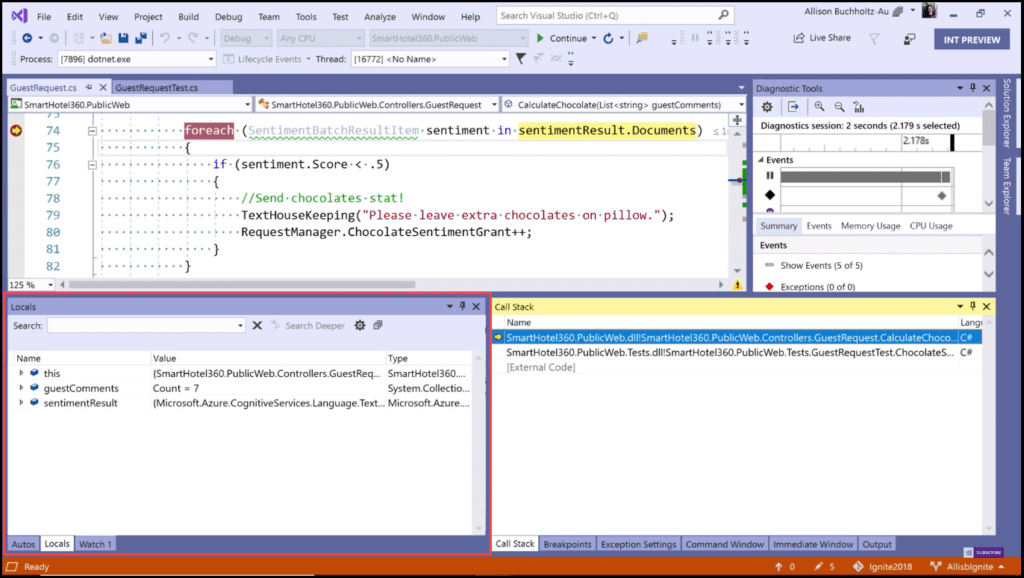 File Edit View Project Build Debug Team Tools Test Analyze Window Help Search Visual Studio (Ctrl+Q) Allison Buchholtz-Au
Debug Any CPU SmartHotel360.PublicWeb Continue Live Share INT PREVIEW
Process: [7896] dotnet.exe Lifecycle Events Thread: [16772] <No Name>
GuestRequest.cs GuestRequestTest.cs
SmartHotel360.PublicWeb SmartHotel360.PublicWeb.Controllers.GuestRequest CalculateChocolate(List<string> guestComments)
73
74 foreach (SentimentBatchResultItem sentiment in sentimentResult.Documents) ≤1
75 {
76 if (sentiment.Score < .5)
77 {
78 //Send chocolates stat!
79 TextHouseKeeping("Please leave extra chocolates on pillow.");
80 RequestManager.ChocolateSentimentGrant++;
81 }
82 }
125 %
Diagnostic Tools
Diagnostics session: 2 seconds (2.179 s selected)
2.178s
Events
Summary Events Memory Usage CPU Usage
Events
Show Events (5 of 5)
Exceptions (0 of 0)
Solution Explorer
Team Explorer
Locals
Search: Search Deeper
Name Value Type
this {SmartHotel360.PublicWeb.Controllers.GuestReq... SmartHotel360....
guestComments Count = 7 System.Collectio...
sentimentResult {Microsoft.Azure.CognitiveServices.Language.Text... Microsoft.Azure....
Autos Locals Watch 1
Call Stack
Name Lang
SmartHotel360.PublicWeb.dll!SmartHotel360.PublicWeb.Controllers.GuestRequest.CalculateChoco... C#
SmartHotel360.PublicWeb.Tests.dll!SmartHotel360.PublicWeb.Tests.GuestRequestTest.ChocolateS... C#
[External Code]
Call Stack Breakpoints Exception Settings Command Window Immediate Window Output
SUBSCRIBE
Ready 0 5 Ignite2018 AllisbIgnite